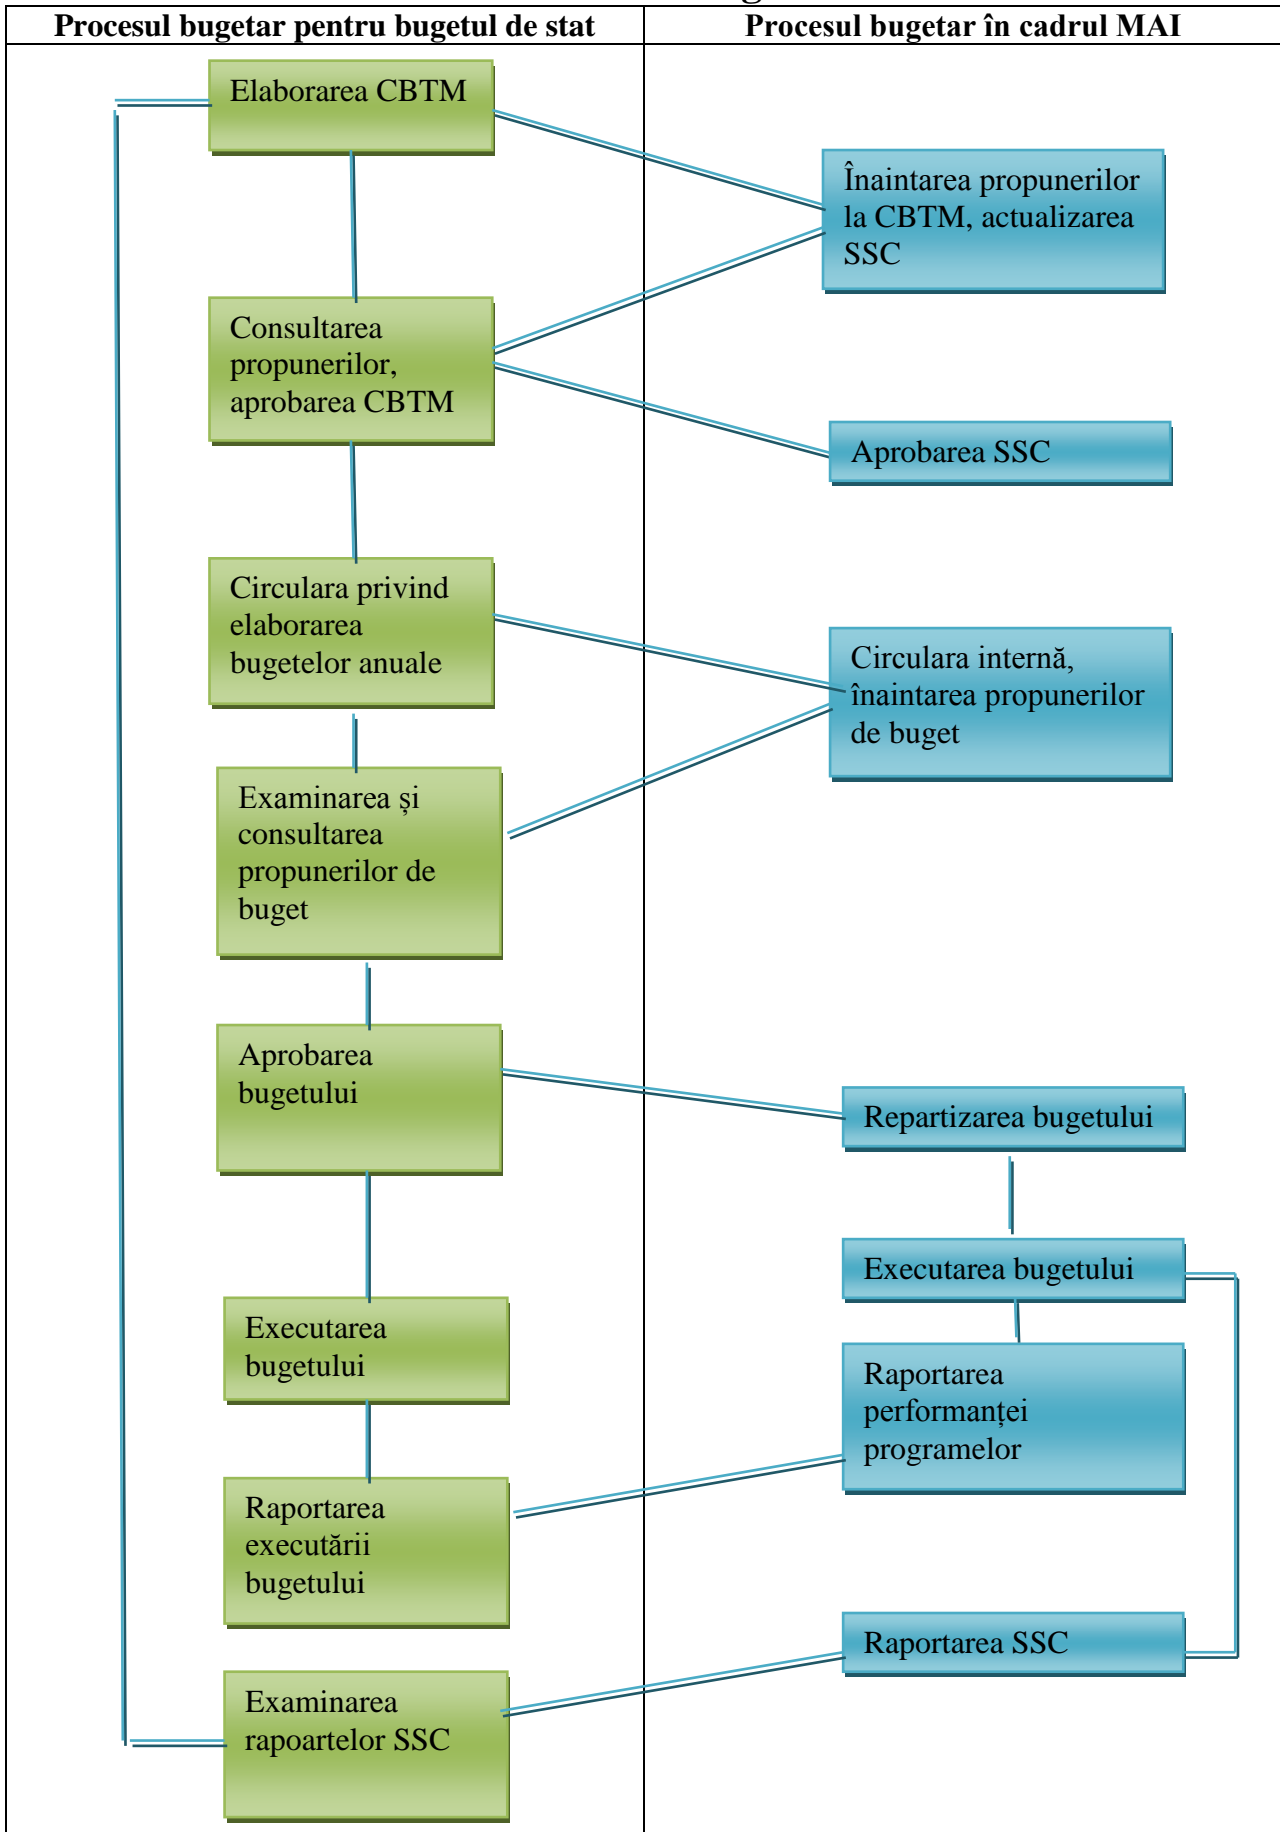 Procesul bugetar pentru bugetul de stat
Procesul bugetar în cadrul MAI
Elaborarea CBTM
Înaintarea propunerilor
la CBTM, actualizarea
SSC
Consultarea
propunerilor,
aprobarea CBTM
Aprobarea SSC
Circulara privind
elaborarea
bugetelor anuale
Circulara internă,
înaintarea propunerilor
de buget
Examinarea și
consultarea
propunerilor de
buget
Aprobarea
bugetului
Repartizarea bugetului
Executarea bugetului
Executarea
bugetului
Raportarea
performanței
programelor
Raportarea
executării
bugetului
Raportarea SSC
Examinarea
rapoartelor SSC